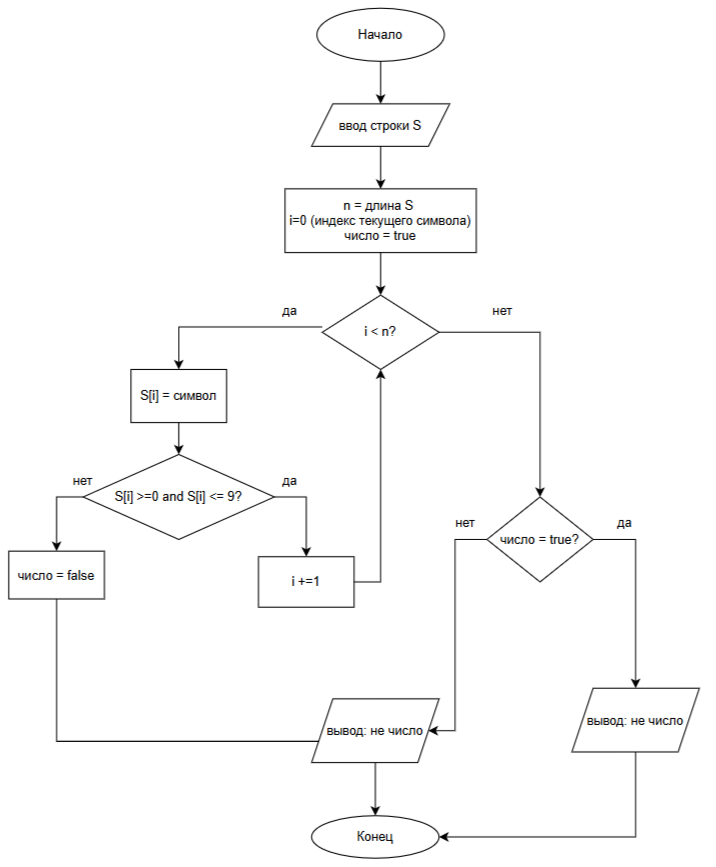 Начало
ввод строки S
n = длина S
i=0 (индекс текущего символа)
число = true
да
i < n?
нет
S[i] = символ
нет
S[i] >=0 and S[i] <= 9?
да
число = false
i +=1
нет
число = true?
да
вывод: не число
вывод: не число
Конец